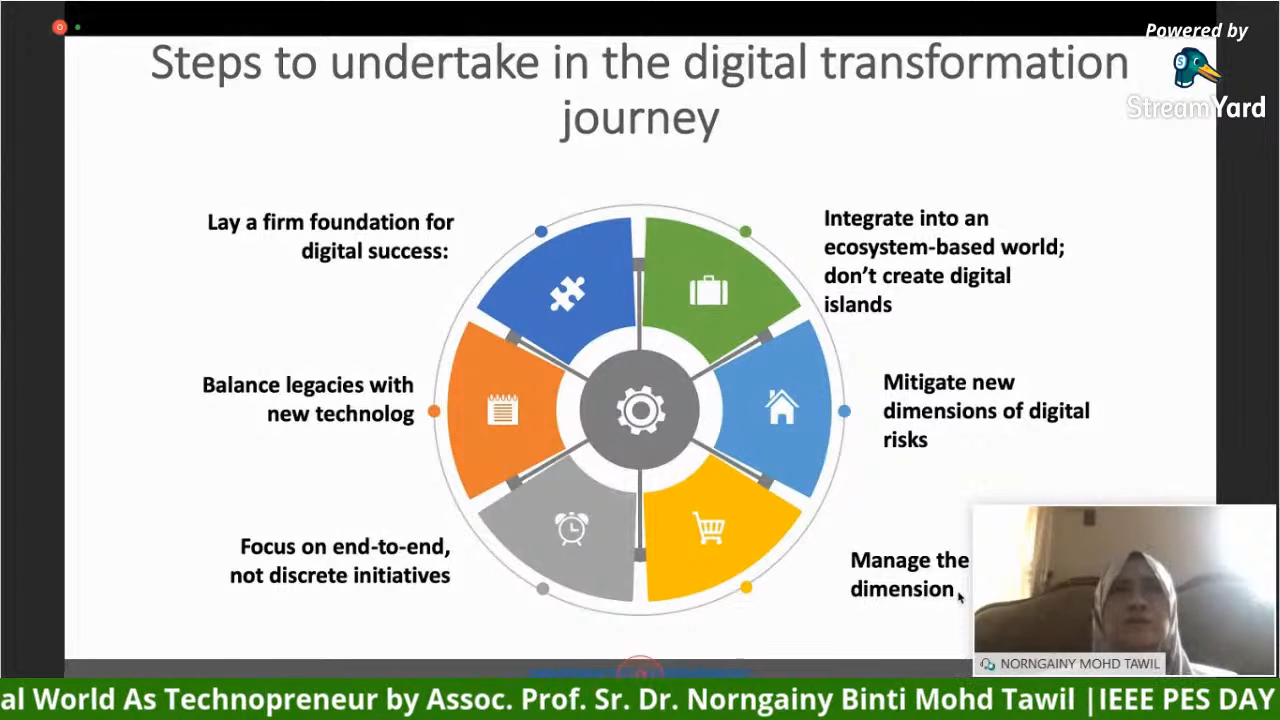 Powered by
StreamYard
Steps to undertake in the digital transformation
journey
Lay a firm foundation for
digital success:
Integrate into an
ecosystem-based world;
don’t create digital
islands
Balance legacies with
new technolog
Mitigate new
dimensions of digital
risks
Focus on end-to-end,
not discrete initiatives
Manage the
dimension
NORNGAINY MOHD TAWIL
al World As Technopreneur by Assoc. Prof. Sr. Dr. Norngainy Binti Mohd Tawil |IEEE PES DAY